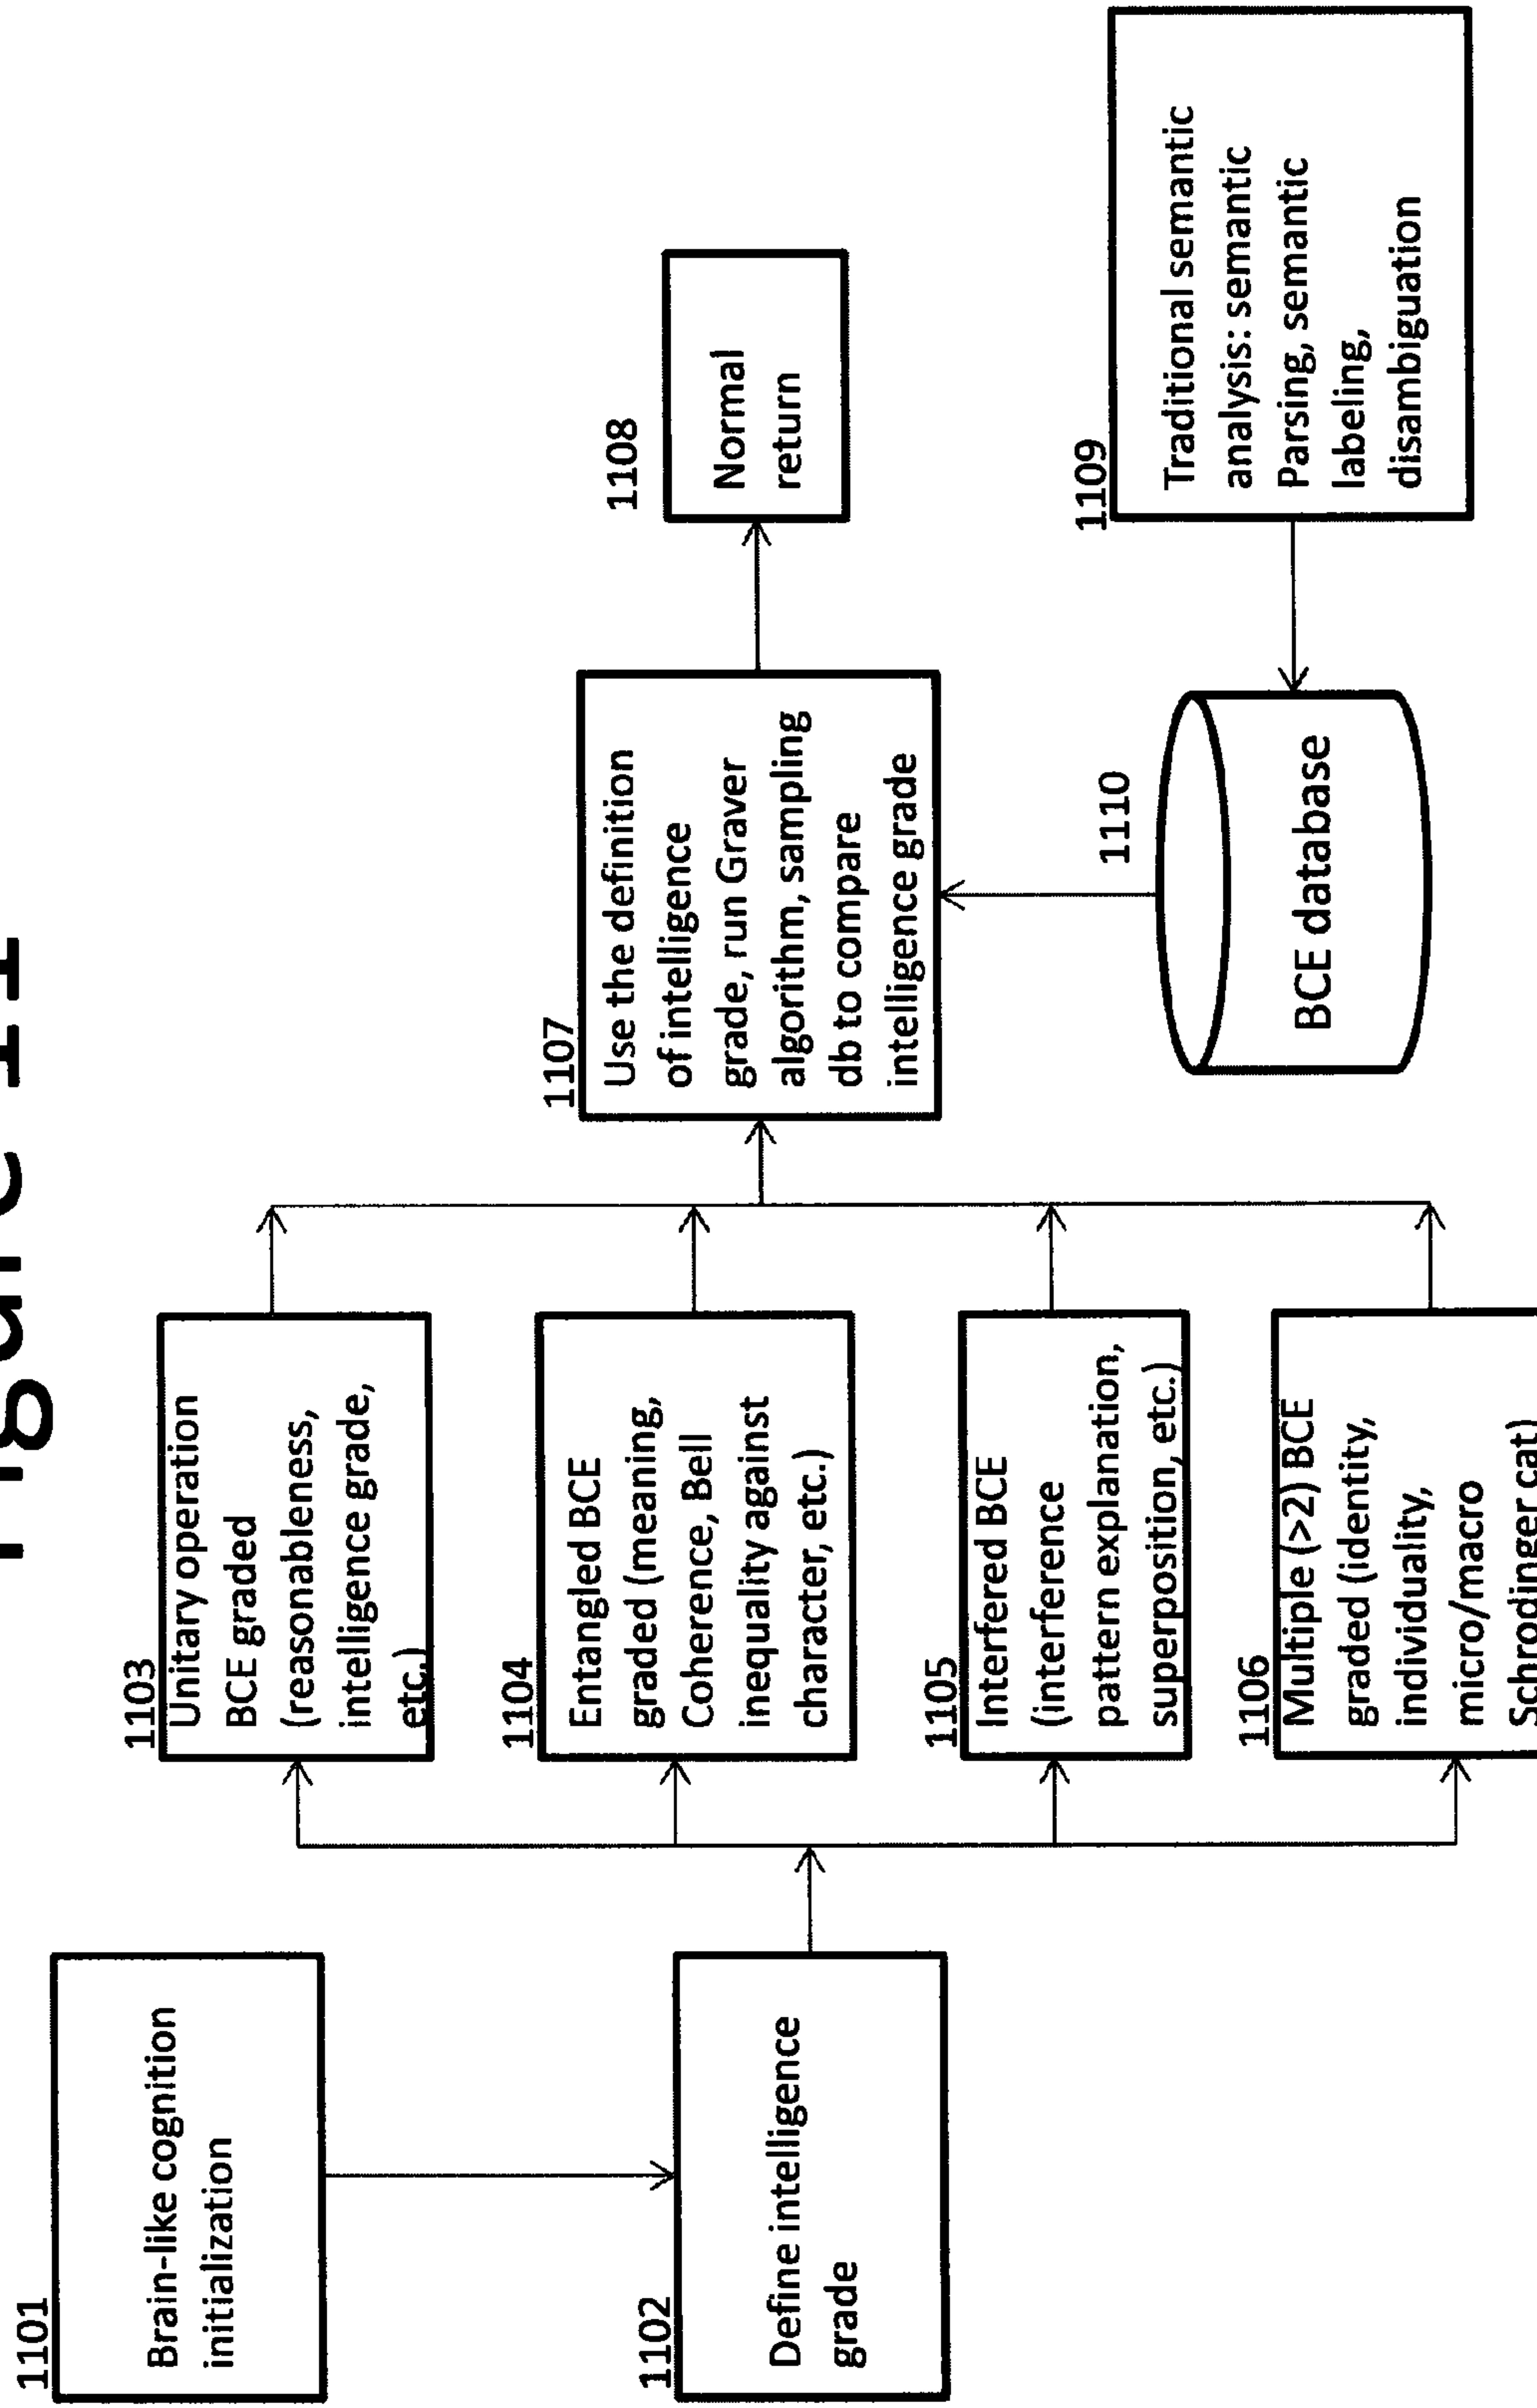 Figure 11
1101
Brain-like cognition
initialization
1102
Define intelligence
grade
1103
Unitary operation
BCE graded
(reasonableness,
intelligence grade,
etc.)
1104
Entangled BCE
graded (meaning,
Coherence, Bell
inequality against
character, etc.)
1105
Interfered BCE
(interference
pattern explanation,
superposition, etc.)
1106
Multiple (>2) BCE
graded (identity,
individuality,
micro/macro
Schrodinger cat)
1107
Use the definition
of intelligence
grade, run Graver
algorithm, sampling
db to compare
intelligence grade
1108
Normal
return
1109
Traditional semantic
analysis: semantic
Parsing, semantic
labeling,
disambiguation
1110
BCE database